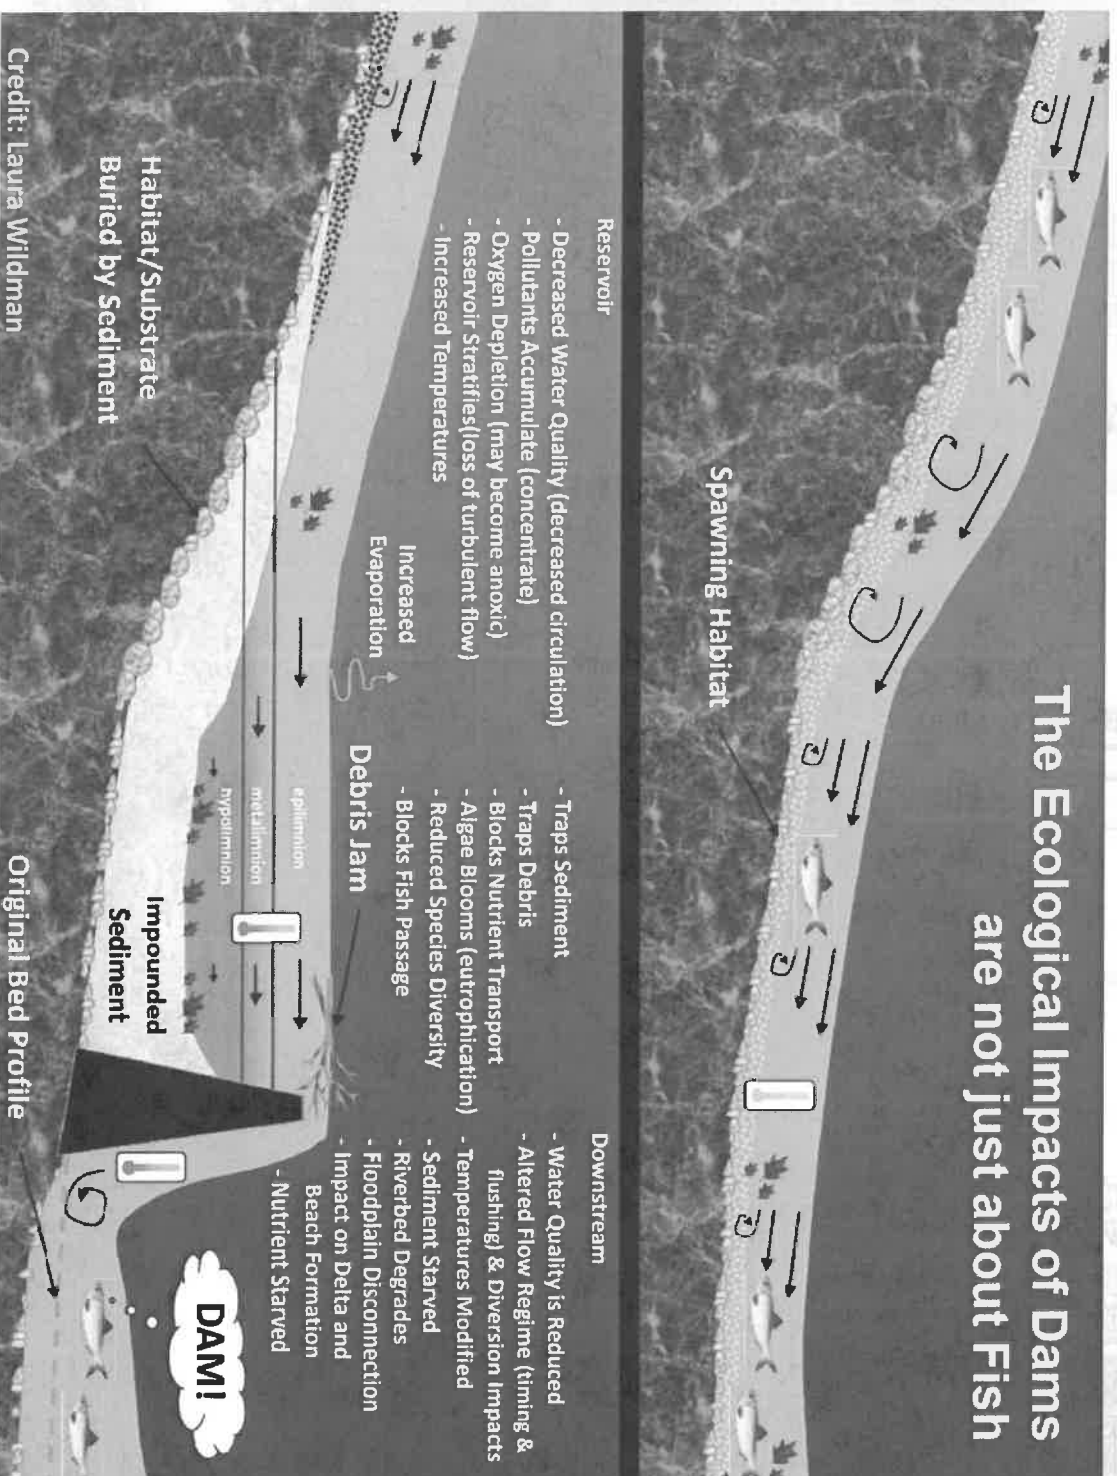 The Ecological Impacts of Dams
are not just about Fish
Spawning Habitat
Reservoir
- Decreased Water Quality (decreased circulation)
- Pollutants Accumulate (concentrate)
- Oxygen Depletion (may become anoxic)
- Reservoir Stratifies(loss of turbulent flow)
- Increased Temperatures
- Traps Sediment
- Traps Debris
- Blocks Nutrient Transport
- Algae Blooms (eutrophication)
- Reduced Species Diversity
- Blocks Fish Passage
Downstream
- Water Quality is Reduced
- Altered Flow Regime (timing &
flushing) & Diversion Impacts
- Temperatures Modified
- Sediment Starved
- Riverbed Degrades
- Floodplain Disconnection
- Impact on Delta and
Beach Formation
- Nutrient Starved
Increased
Evaporation
Debris Jam
epilimnion
metalimnion
hypolimnion
DAM!
Habitat/Substrate
Buried by Sediment
Impounded
Sediment
Original Bed Profile
Credit: Laura Wildman